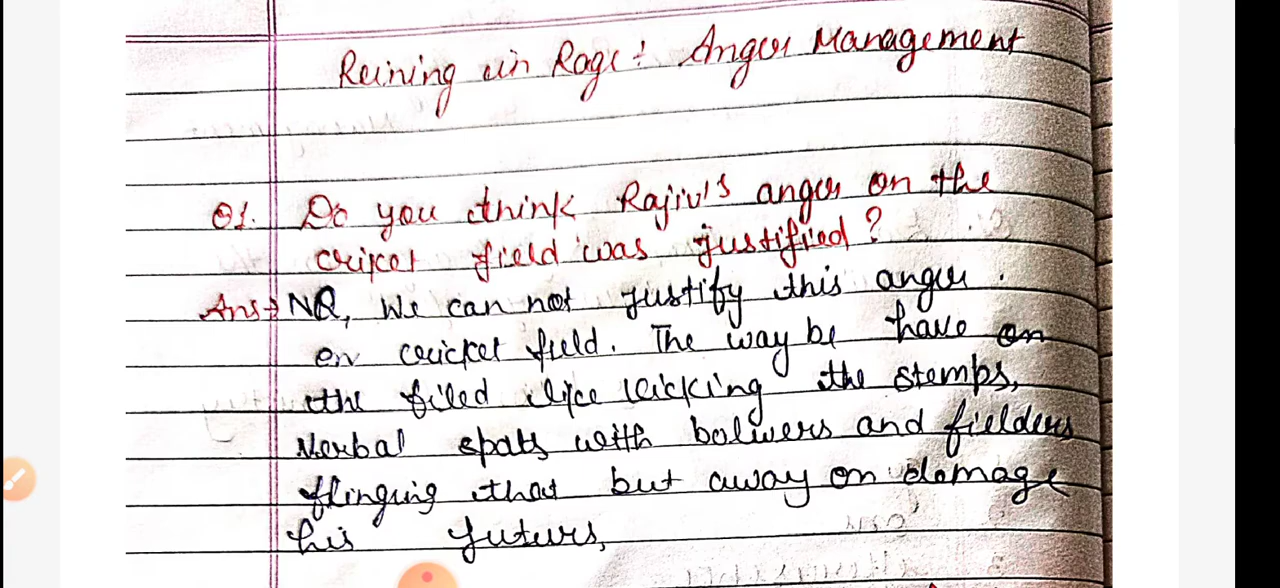 Reining in Rage: Anger Management
Q1. Do you think Rajiv's anger on the
cricket field was justified?
Ans→ NO, We can not justify this anger.
on cricket field. The way be have on
the filed like kicking the stemps,
Verbal spats with bolwers and fielders
flinging that but away on damage
his futurs,